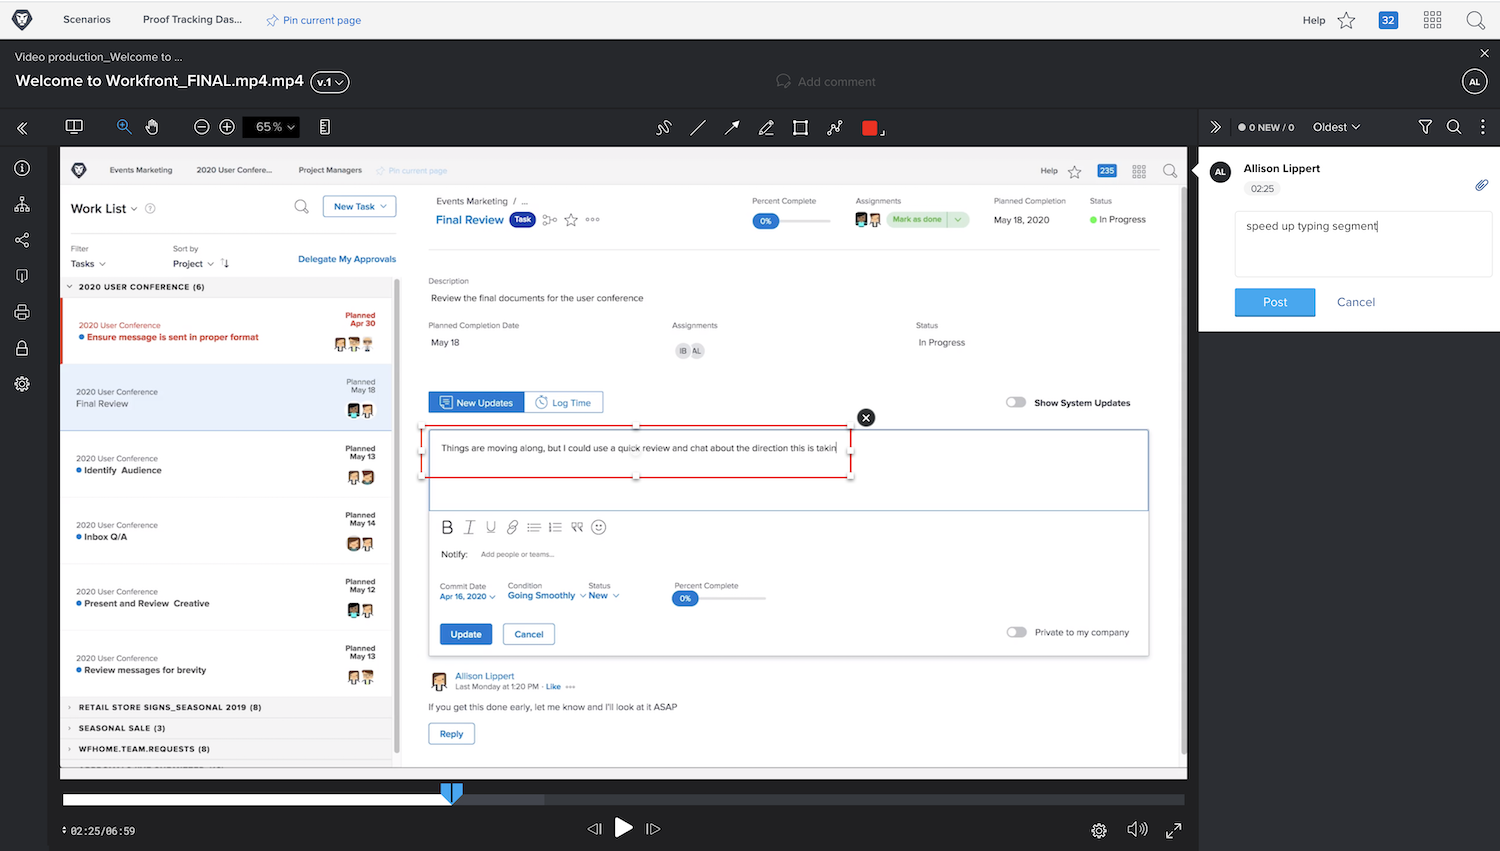 Scenarios
Proof Tracking Das...
Pin current page
Help
32
Video production_Welcome to ...
Welcome to Workfront_FINAL.mp4.mp4
v.1
Add comment
AL
65 %
0 NEW / 0
Oldest
Events Marketing
2020 User Confere...
Project Managers
Pin current page
Help
235
Work List
New Task
Filter
Tasks
Sort by
Project
Delegate My Approvals
2020 USER CONFERENCE (6)
2020 User Conference
Ensure message is sent in proper format
Planned
Apr 30
2020 User Conference
Final Review
Planned
May 18
2020 User Conference
Identify Audience
Planned
May 13
2020 User Conference
Inbox Q/A
Planned
May 14
2020 User Conference
Present and Review Creative
Planned
May 12
2020 User Conference
Review messages for brevity
Planned
May 13
RETAIL STORE SIGNS_SEASONAL 2019 (8)
SEASONAL SALE (3)
WFHOME.TEAM.REQUESTS (8)
Events Marketing / ...
Final Review
Task
Percent Complete
0%
Assignments
Mark as done
Planned Completion
May 18, 2020
Status
In Progress
Description
Review the final documents for the user conference
Planned Completion Date
May 18
Assignments
IB AL
Status
In Progress
New Updates
Log Time
Show System Updates
Things are moving along, but I could use a quick review and chat about the direction this is takin
B I U
Notify:
Add people or teams...
Commit Date
Apr 16, 2020
Condition
Going Smoothly
Status
New
Percent Complete
0%
Update
Cancel
Private to my company
Allison Lippert
Last Monday at 1:20 PM · Like
If you get this done early, let me know and I'll look at it ASAP
Reply
AL
Allison Lippert
02:25
speed up typing segment
Post
Cancel
02:25/06:59